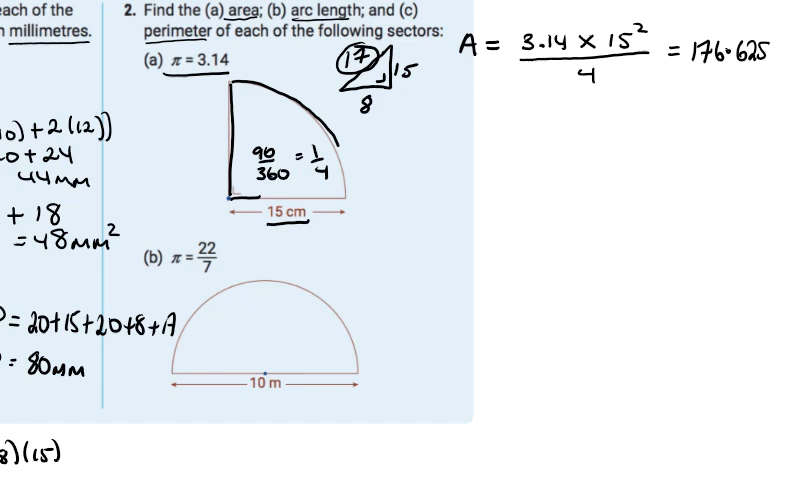 each of the
n millimetres.
10) + 2(12))
0 + 24
44mm
+ 18
= 48mm²
= 20+15+20+8+A
= 80mm
8)(15)
2. Find the (a) area; (b) arc length; and (c)
perimeter of each of the following sectors:
(a) π = 3.14
17
15
8
90/360 = 1/4
15 cm
(b) π = 22/7
10 m
A = 3.14 × 15²/4 = 176.625